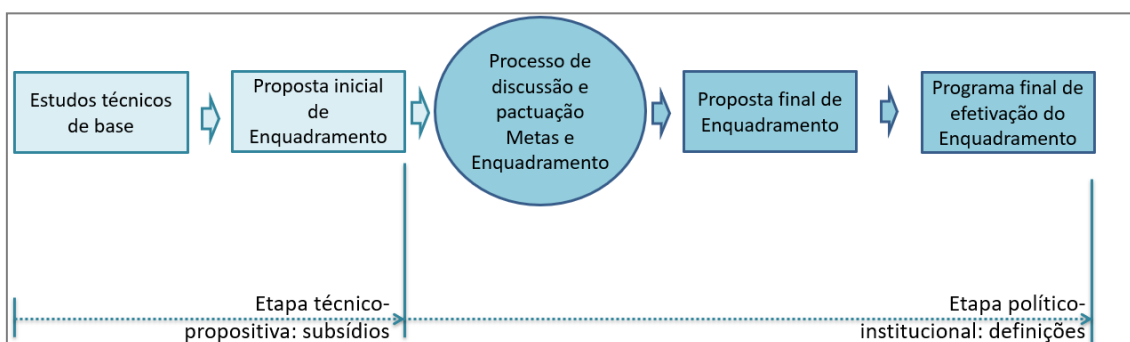 Estudos técnicos
de base
Proposta inicial
de
Enquadramento
Processo de
discussão e
pactuação
Metas e
Enquadramento
Proposta final de
Enquadramento
Programa final de
efetivação do
Enquadramento
Etapa técnico-
propositiva: subsídios
Etapa político-
institucional: definições